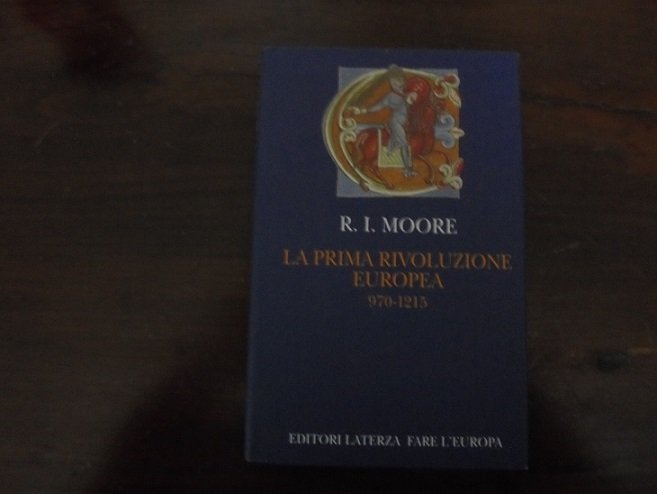 R. I. MOORE
LA PRIMA RIVOLUZIONE
EUROPEA
970-1215
EDITORI LATERZA FARE L'EUROPA